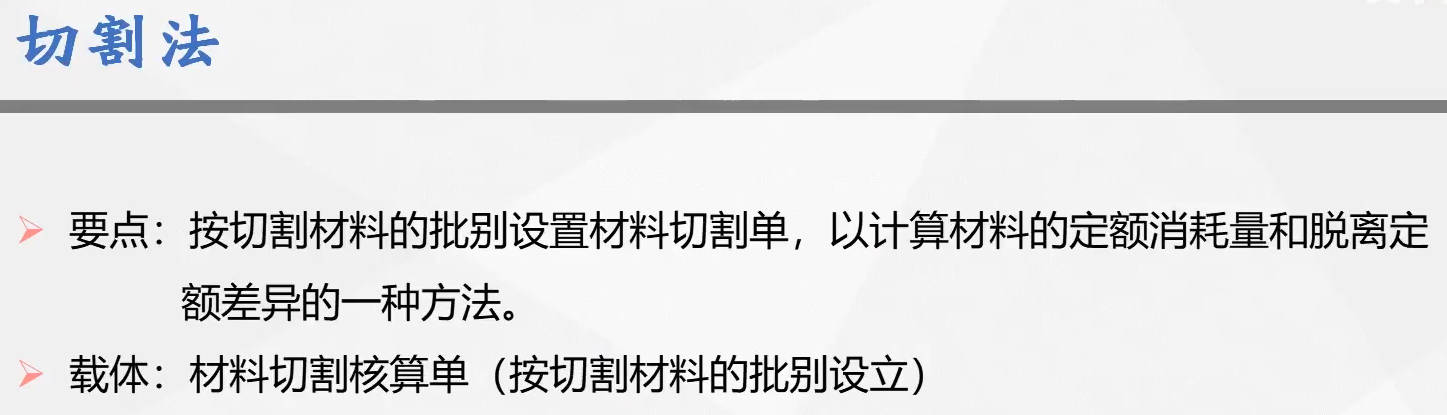 切割法
要点：按切割材料的批别设置材料切割单，以计算材料的定额消耗量和脱离定
额差异的一种方法。
载体：材料切割核算单（按切割材料的批别设立）